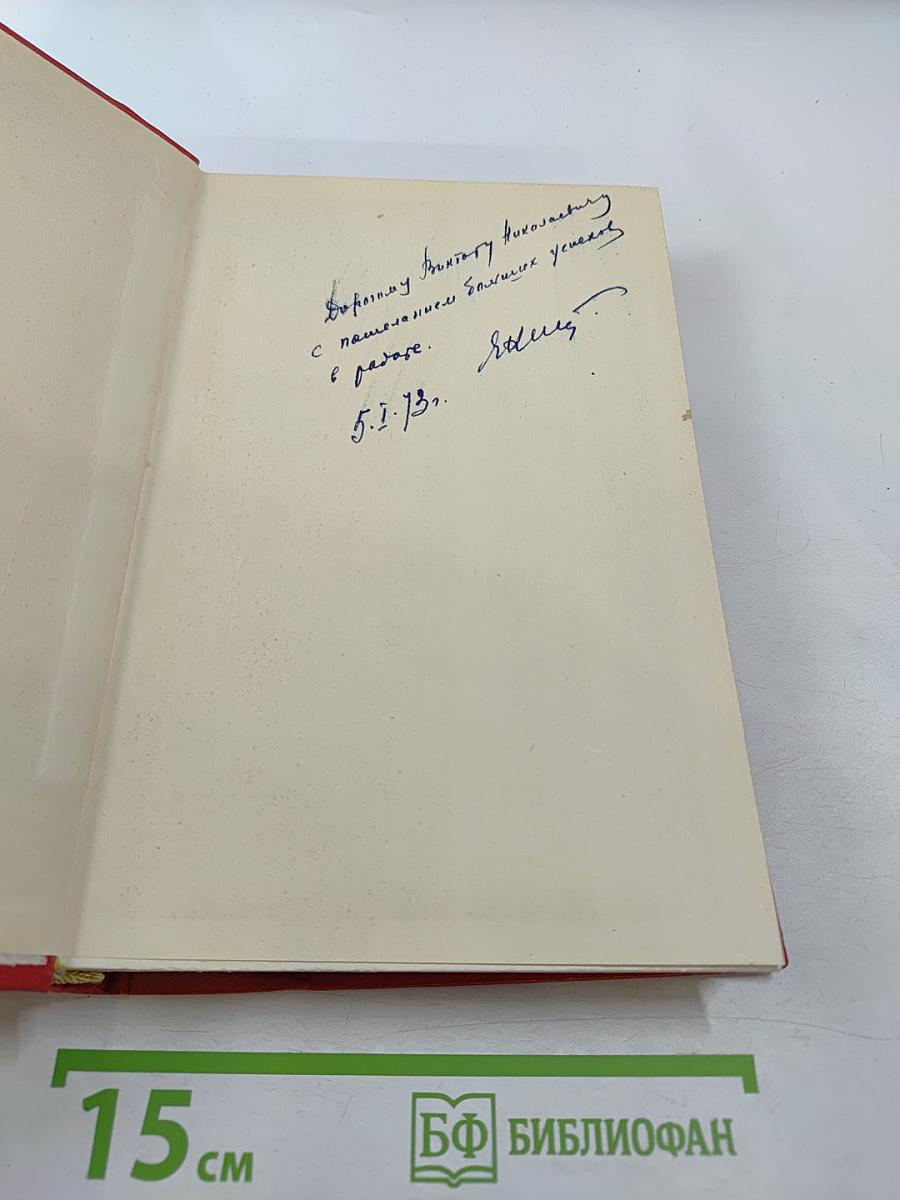 Дорогому Виктору Николаевичу
с пожеланием больших успехов
в работе.
5.I.73г.
15 см
БФ БИБЛИОФАН